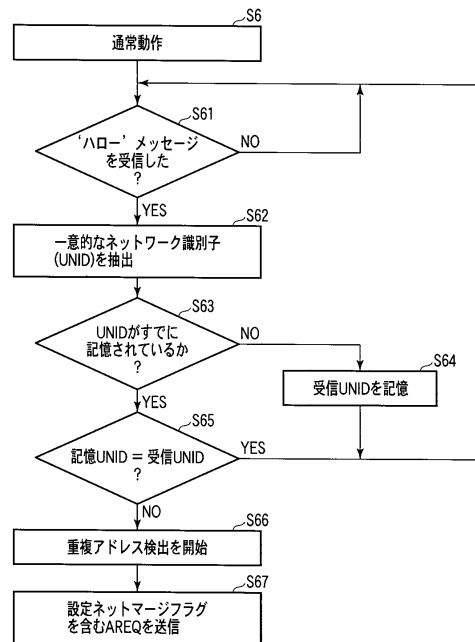 S6
通常動作
S61
‘ハロー’メッセージ
を受信した
?
NO
YES
S62
一意的なネットワーク識別子
(UNID)を抽出
S63
UNIDがすでに
記憶されているか
?
NO
S64
受信UNIDを記憶
YES
S65
記憶UNID = 受信UNID
?
YES
NO
S66
重複アドレス検出を開始
S67
設定ネットマージフラグ
を含むAREQを送信